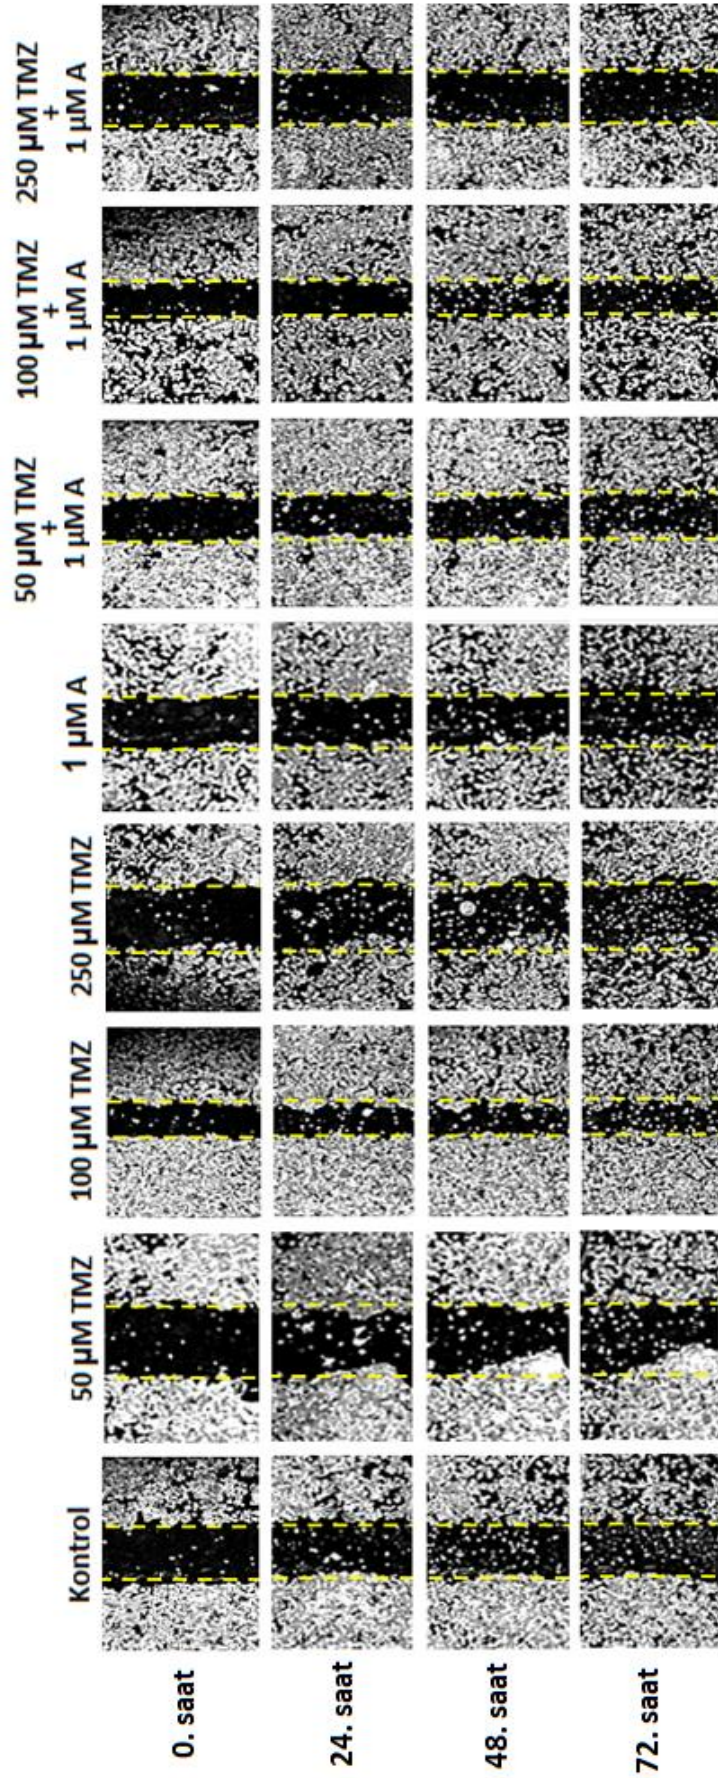 Kontrol
50 µM TMZ
100 µM TMZ
250 µM TMZ
1 µM A
50 µM TMZ
+
1 µM A
100 µM TMZ
+
1 µM A
250 µM TMZ
+
1 µM A
0. saat
24. saat
48. saat
72. saat